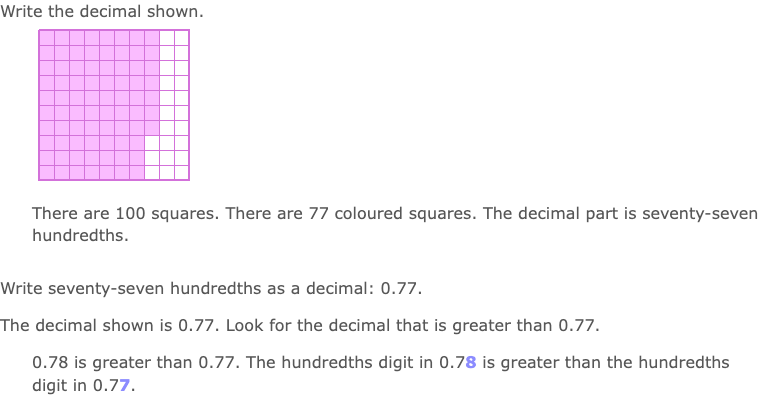 Write the decimal shown.
There are 100 squares. There are 77 coloured squares. The decimal part is seventy-seven
hundredths.
Write seventy-seven hundredths as a decimal: 0.77.
The decimal shown is 0.77. Look for the decimal that is greater than 0.77.
0.78 is greater than 0.77. The hundredths digit in 0.78 is greater than the hundredths
digit in 0.77.